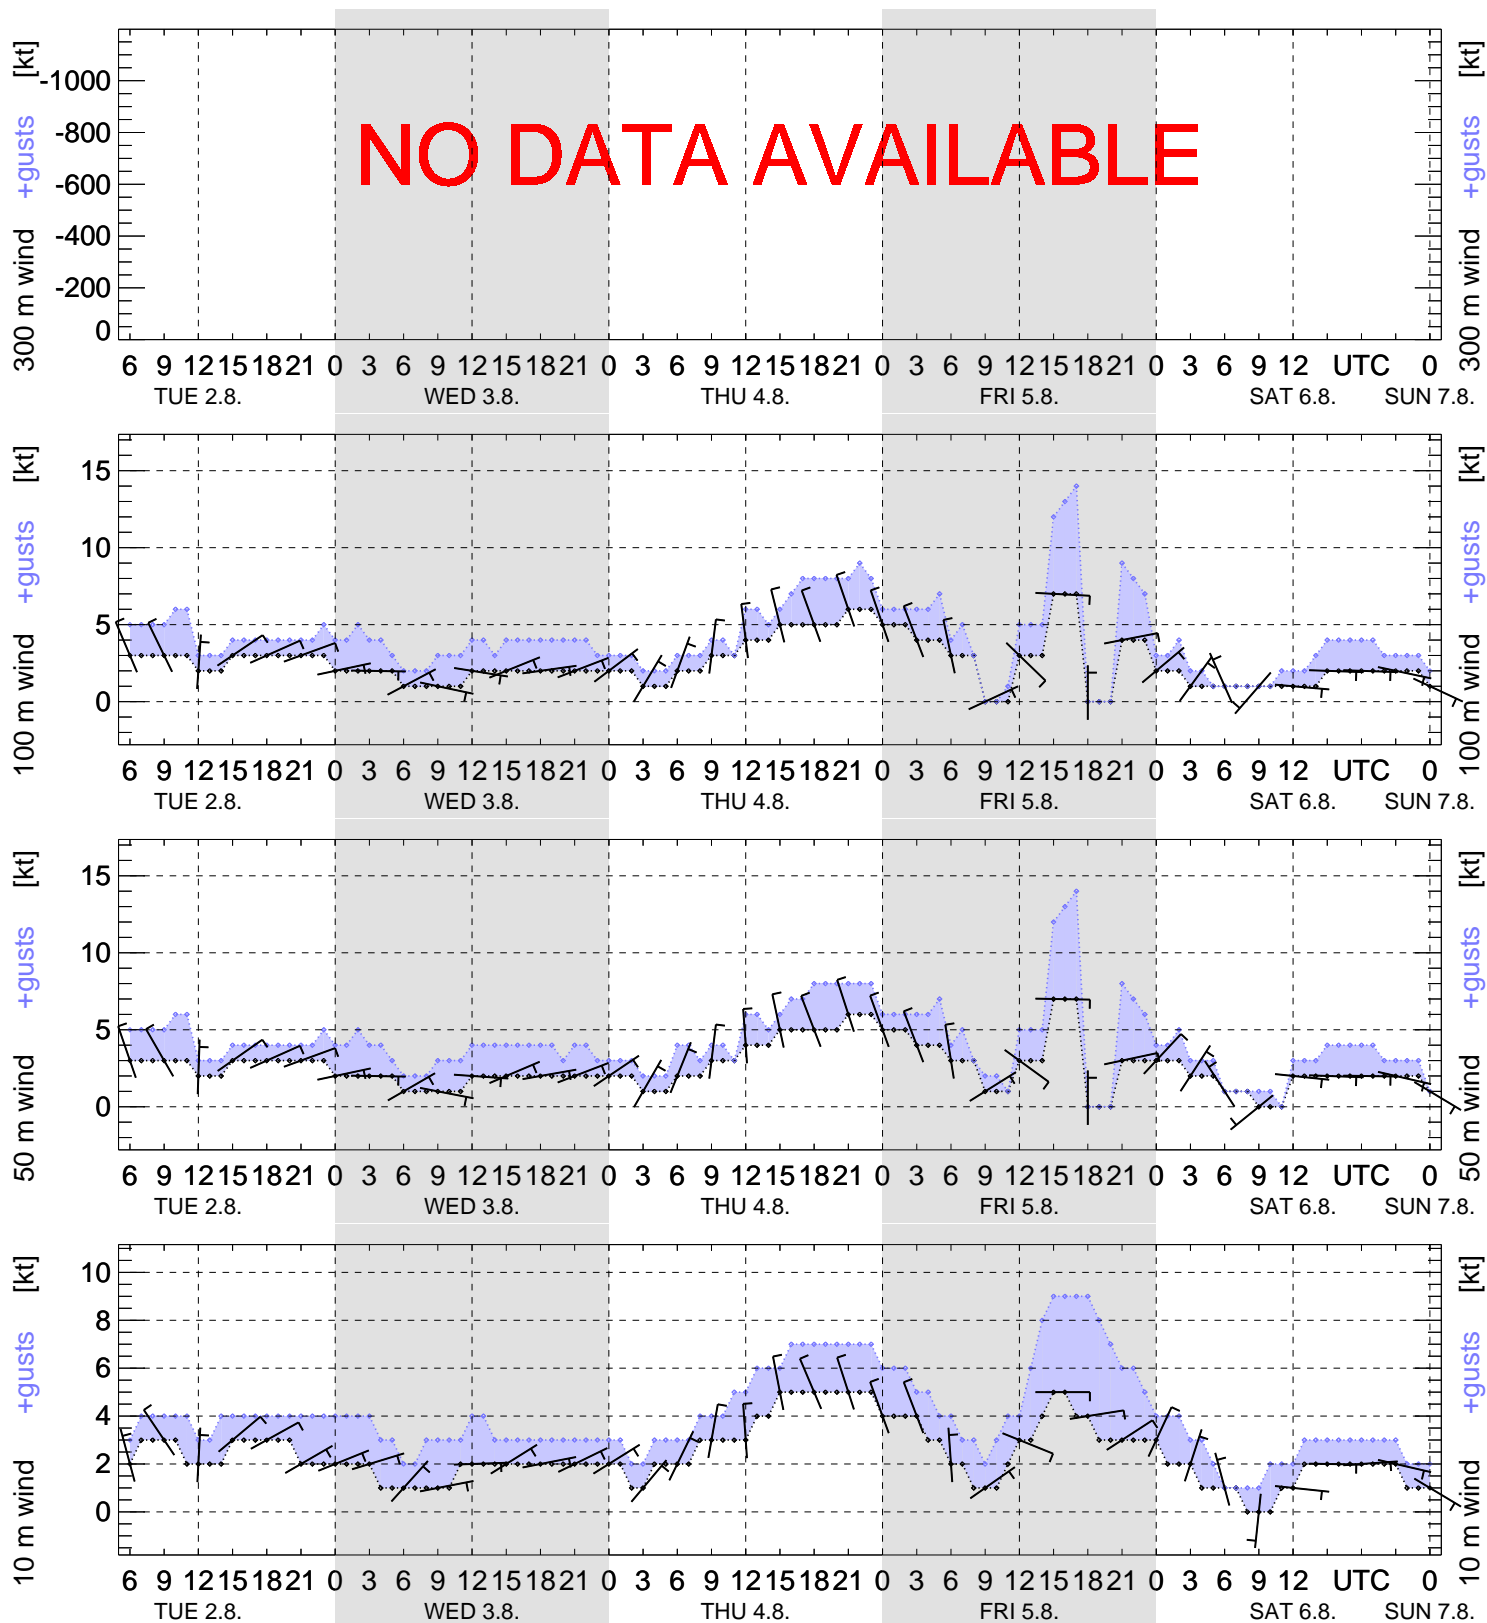 300 m wind +gusts [kt]
-1000
-800
-600
-400
-200
0
NO DATA AVAILABLE
300 m wind +gusts [kt]
6 9 12 15 18 21 0 3 6 9 12 15 18 21 0 3 6 9 12 15 18 21 0 3 6 9 12 15 18 21 0 3 6 9 12 UTC 0
TUE 2.8. WED 3.8. THU 4.8. FRI 5.8. SAT 6.8. SUN 7.8.
100 m wind +gusts [kt]
15
10
5
0
100 m wind +gusts [kt]
6 9 12 15 18 21 0 3 6 9 12 15 18 21 0 3 6 9 12 15 18 21 0 3 6 9 12 15 18 21 0 3 6 9 12 UTC 0
TUE 2.8. WED 3.8. THU 4.8. FRI 5.8. SAT 6.8. SUN 7.8.
50 m wind +gusts [kt]
15
10
5
0
50 m wind +gusts [kt]
6 9 12 15 18 21 0 3 6 9 12 15 18 21 0 3 6 9 12 15 18 21 0 3 6 9 12 15 18 21 0 3 6 9 12 UTC 0
TUE 2.8. WED 3.8. THU 4.8. FRI 5.8. SAT 6.8. SUN 7.8.
10 m wind +gusts [kt]
10
8
6
4
2
0
10 m wind +gusts [kt]
6 9 12 15 18 21 0 3 6 9 12 15 18 21 0 3 6 9 12 15 18 21 0 3 6 9 12 15 18 21 0 3 6 9 12 UTC 0
TUE 2.8. WED 3.8. THU 4.8. FRI 5.8. SAT 6.8. SUN 7.8.